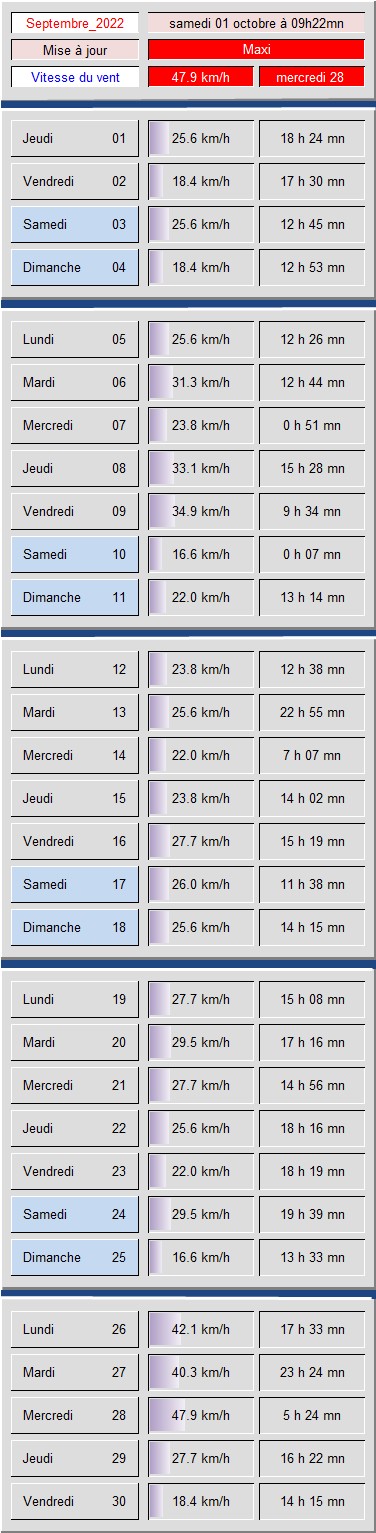 Septembre_2022 samedi 01 octobre à 09h22mn
Mise à jour Maxi
Vitesse du vent 47.9 km/h mercredi 28
Jeudi 01 25.6 km/h 18 h 24 mn
Vendredi 02 18.4 km/h 17 h 30 mn
Samedi 03 25.6 km/h 12 h 45 mn
Dimanche 04 18.4 km/h 12 h 53 mn
Lundi 05 25.6 km/h 12 h 26 mn
Mardi 06 31.3 km/h 12 h 44 mn
Mercredi 07 23.8 km/h 0 h 51 mn
Jeudi 08 33.1 km/h 15 h 28 mn
Vendredi 09 34.9 km/h 9 h 34 mn
Samedi 10 16.6 km/h 0 h 07 mn
Dimanche 11 22.0 km/h 13 h 14 mn
Lundi 12 23.8 km/h 12 h 38 mn
Mardi 13 25.6 km/h 22 h 55 mn
Mercredi 14 22.0 km/h 7 h 07 mn
Jeudi 15 23.8 km/h 14 h 02 mn
Vendredi 16 27.7 km/h 15 h 19 mn
Samedi 17 26.0 km/h 11 h 38 mn
Dimanche 18 25.6 km/h 14 h 15 mn
Lundi 19 27.7 km/h 15 h 08 mn
Mardi 20 29.5 km/h 17 h 16 mn
Mercredi 21 27.7 km/h 14 h 56 mn
Jeudi 22 25.6 km/h 18 h 16 mn
Vendredi 23 22.0 km/h 18 h 19 mn
Samedi 24 29.5 km/h 19 h 39 mn
Dimanche 25 16.6 km/h 13 h 33 mn
Lundi 26 42.1 km/h 17 h 33 mn
Mardi 27 40.3 km/h 23 h 24 mn
Mercredi 28 47.9 km/h 5 h 24 mn
Jeudi 29 27.7 km/h 16 h 22 mn
Vendredi 30 18.4 km/h 14 h 15 mn